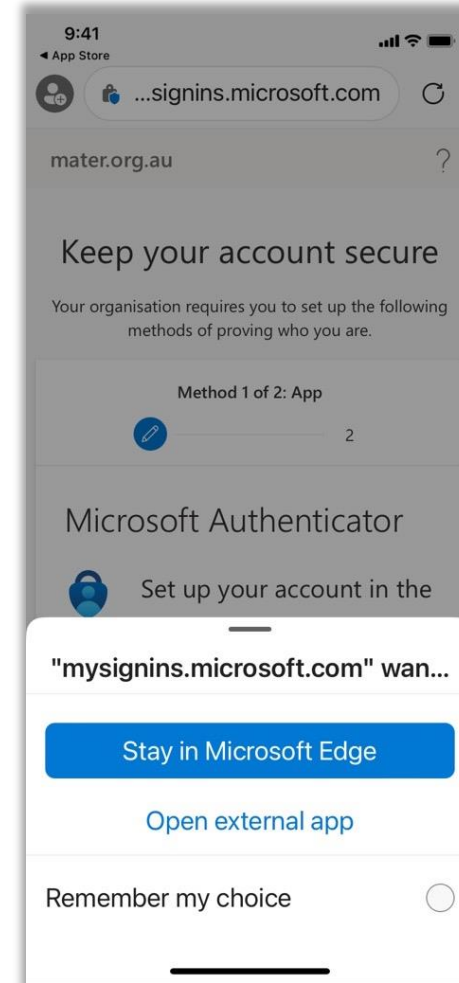 9:41
◄ App Store
...signins.microsoft.com
mater.org.au
?
Keep your account secure
Your organisation requires you to set up the following
methods of proving who you are.
Method 1 of 2: App
2
Microsoft Authenticator
Set up your account in the
"mysignins.microsoft.com" wan...
Stay in Microsoft Edge
Open external app
Remember my choice